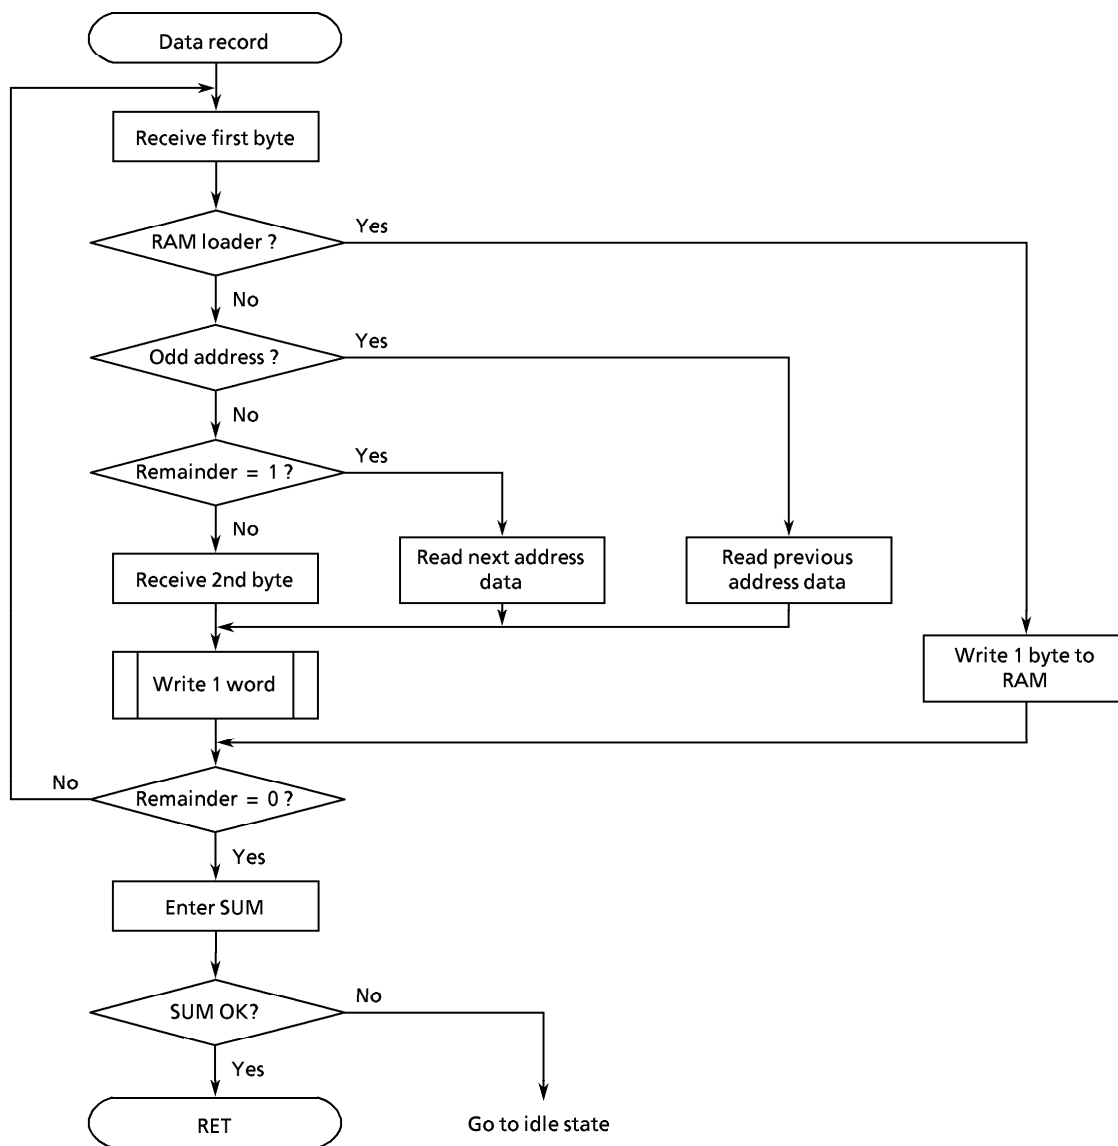 Data record
Receive first byte
RAM loader ?
Yes
No
Odd address ?
Yes
No
Remainder = 1 ?
Yes
No
Receive 2nd byte
Read next address
data
Read previous
address data
Write 1 word
Write 1 byte to
RAM
Remainder = 0 ?
No
Yes
Enter SUM
SUM OK?
No
Yes
RET
Go to idle state